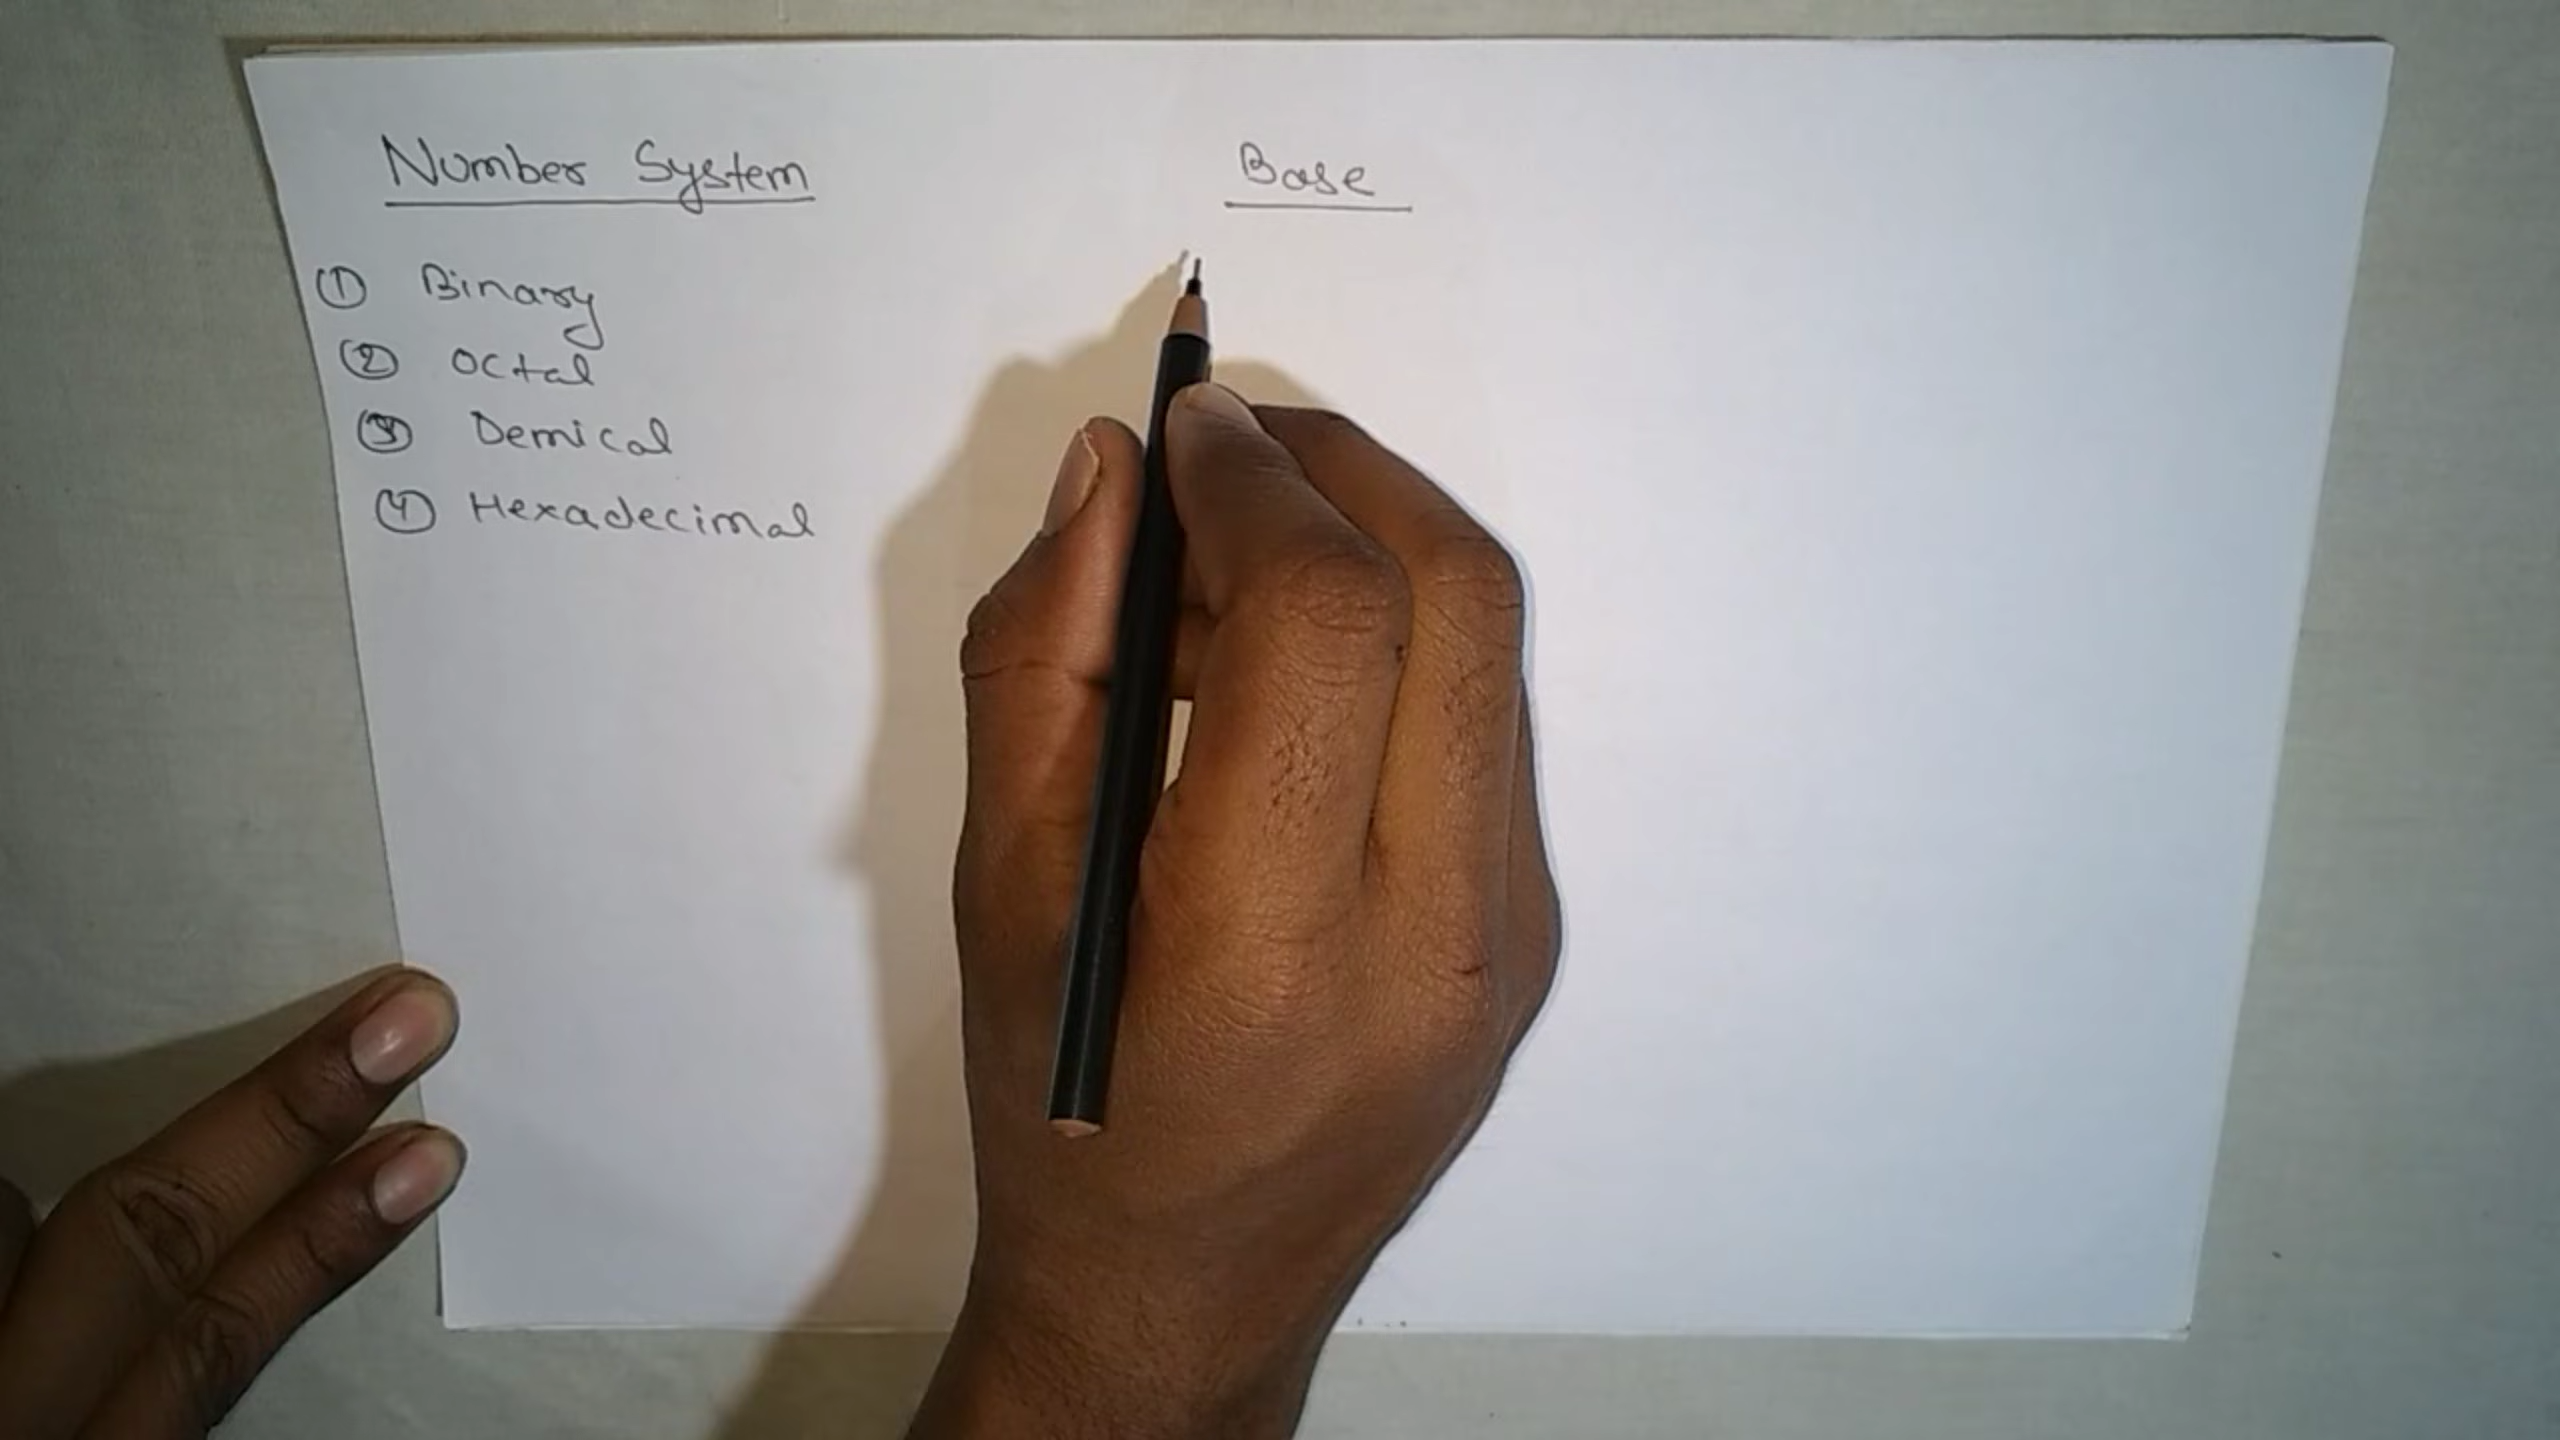 Number System Base
① Binary
② Octal
③ Demical
④ Hexadecimal